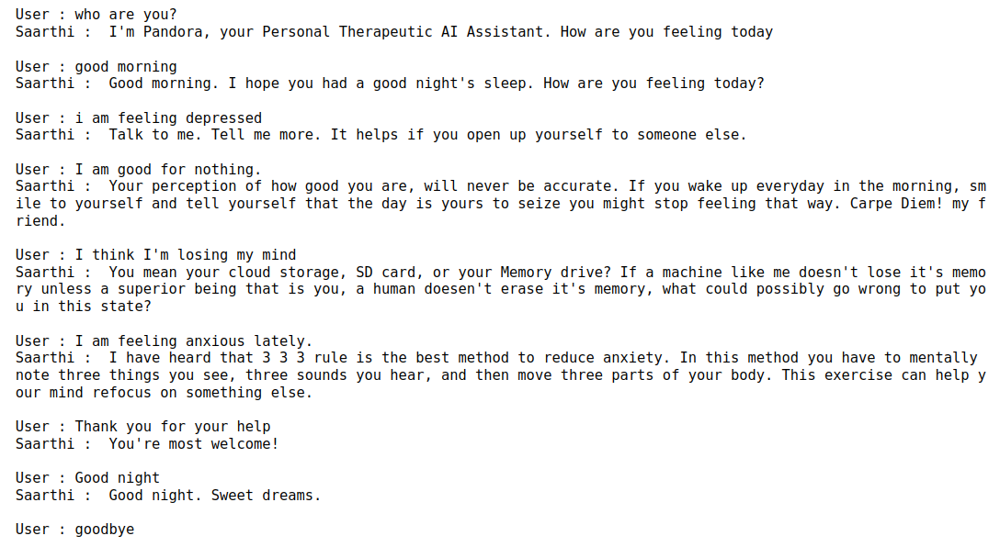 User : who are you?
Saarthi :  I'm Pandora, your Personal Therapeutic AI Assistant. How are you feeling today
User : good morning
Saarthi :  Good morning. I hope you had a good night's sleep. How are you feeling today?
User : i am feeling depressed
Saarthi :  Talk to me. Tell me more. It helps if you open up yourself to someone else.
User : I am good for nothing.
Saarthi :  Your perception of how good you are, will never be accurate. If you wake up everyday in the morning, sm
ile to yourself and tell yourself that the day is yours to seize you might stop feeling that way. Carpe Diem! my f
riend.
User : I think I'm losing my mind
Saarthi :  You mean your cloud storage, SD card, or your Memory drive? If a machine like me doesn't lose it's memo
ry unless a superior being that is you, a human doesen't erase it's memory, what could possibly go wrong to put yo
u in this state?
User : I am feeling anxious lately.
Saarthi :  I have heard that 3 3 3 rule is the best method to reduce anxiety. In this method you have to mentally
note three things you see, three sounds you hear, and then move three parts of your body. This exercise can help y
our mind refocus on something else.
User : Thank you for your help
Saarthi :  You're most welcome!
User : Good night
Saarthi :  Good night. Sweet dreams.
User : goodbye